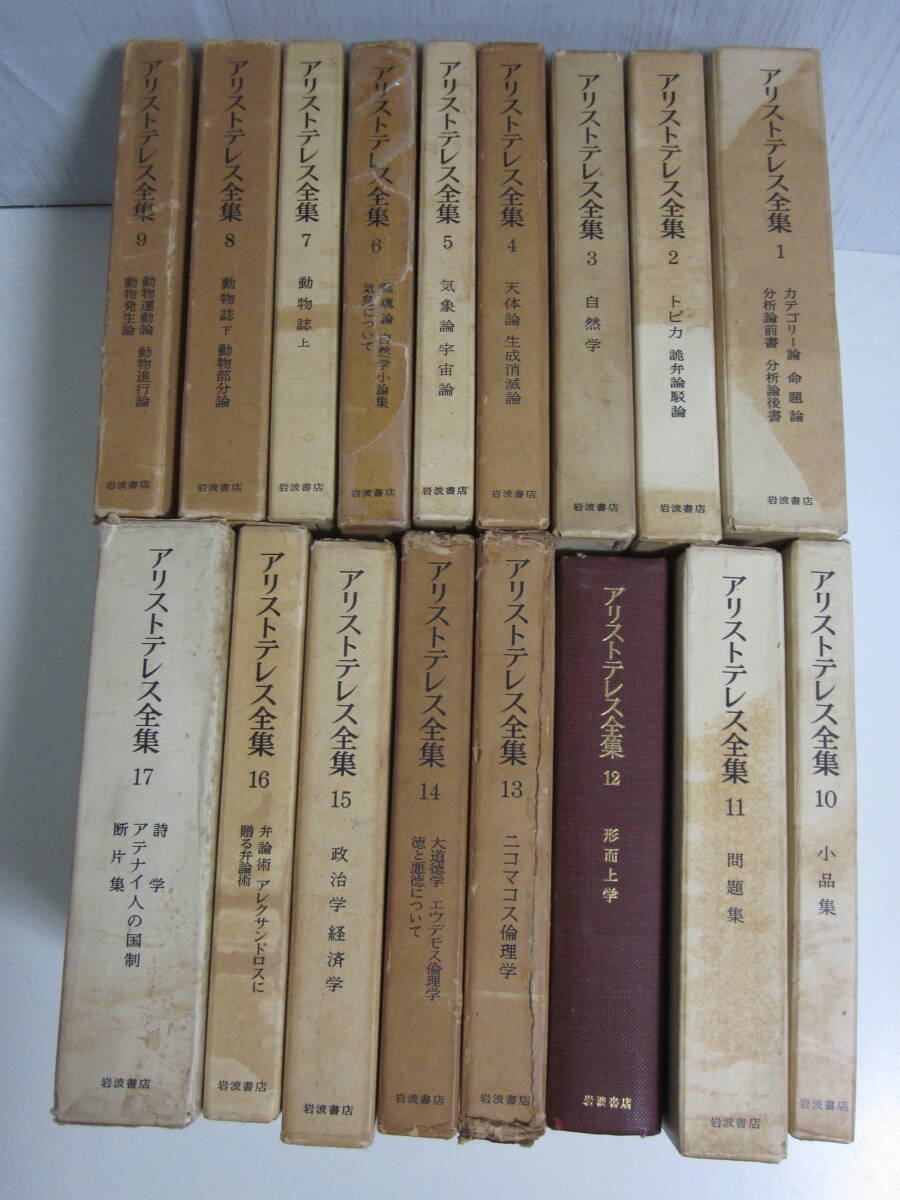 アリストテレス全集
1
カテゴリー論 命題論
分析論前書 分析論後書
岩波書店
アリストテレス全集
2
トピカ 詭弁論駁論
岩波書店
アリストテレス全集
3
自然学
岩波書店
アリストテレス全集
4
天体論 生成消滅論
岩波書店
アリストテレス全集
5
気象論 宇宙論
岩波書店
アリストテレス全集
6
霊魂論 自然学小論集
気息について
岩波書店
アリストテレス全集
7
動物誌 上
岩波書店
アリストテレス全集
8
動物誌 下 動物部分論
岩波書店
アリストテレス全集
9
動物運動論 動物進行論
動物発生論
岩波書店
アリストテレス全集
10
小品集
岩波書店
アリストテレス全集
11
問題集
岩波書店
アリストテレス全集
12
形而上学
岩波書店
アリストテレス全集
13
ニコマコス倫理学
岩波書店
アリストテレス全集
14
大道徳学 エウデモス倫理学
徳と悪徳について
岩波書店
アリストテレス全集
15
政治学 経済学
岩波書店
アリストテレス全集
16
弁論術 アレクサンドロスに
贈る弁論術
岩波書店
アリストテレス全集
17
詩学
アテナイ人の国制
断片集
岩波書店